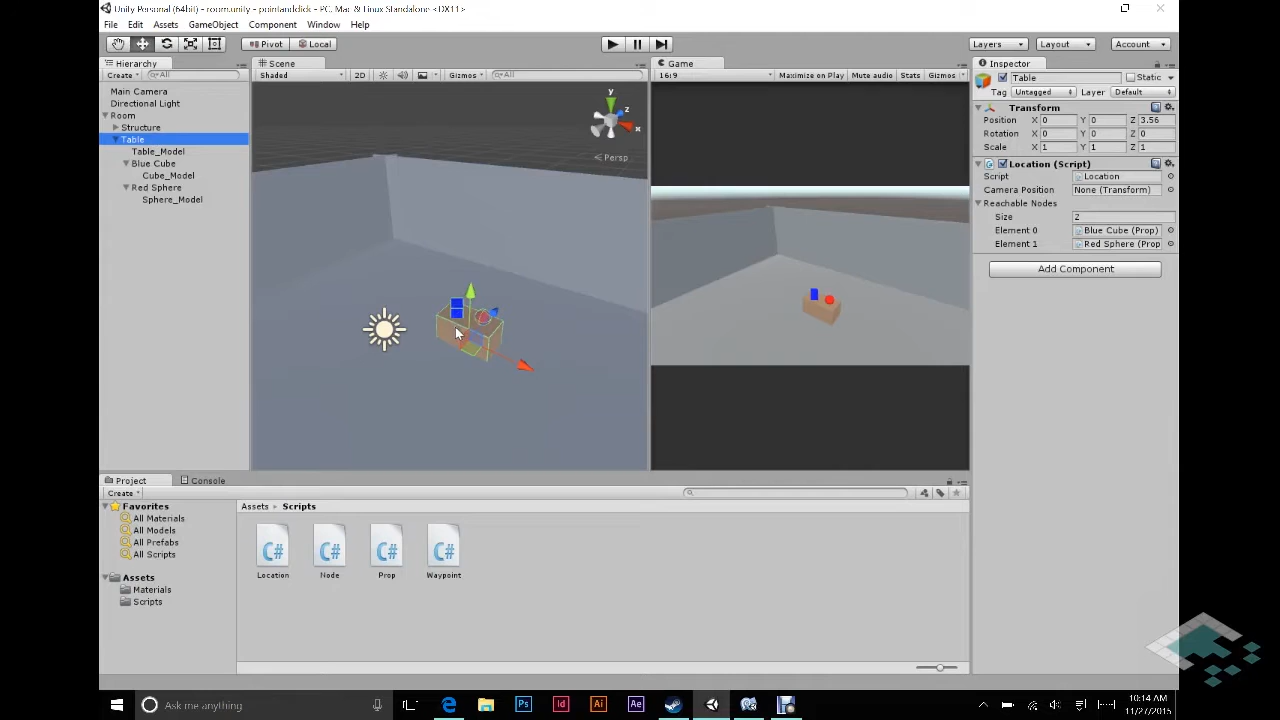 Unity Personal (64bit) - room.unity - pointandclick - PC, Mac & Linux Standalone <DX11>
File Edit Assets GameObject Component Window Help
Pivot Local Layers Layout Account
Hierarchy
Create All
Main Camera
Directional Light
Room
Structure
Table
Table_Model
Blue Cube
Cube_Model
Red Sphere
Sphere_Model
Scene
Shaded 2D Gizmos All
y
z
x
Persp
Game
16:9 Maximize on Play Mute audio Stats Gizmos
Inspector
Table Static
Tag Untagged Layer Default
Transform
Position X 0 Y 0 Z 3.56
Rotation X 0 Y 0 Z 0
Scale X 1 Y 1 Z 1
Location (Script)
Script Location
Camera Position None (Transform)
Reachable Nodes
Size 2
Element 0 Blue Cube (Prop)
Element 1 Red Sphere (Prop
Add Component
Project Console
Create
Favorites
All Materials
All Models
All Prefabs
All Scripts
Assets
Materials
Scripts
Assets Scripts
C# C# C# C#
Location Node Prop Waypoint
Ask me anything
Ps Id Ai Ae
10:14 AM
11/27/2015